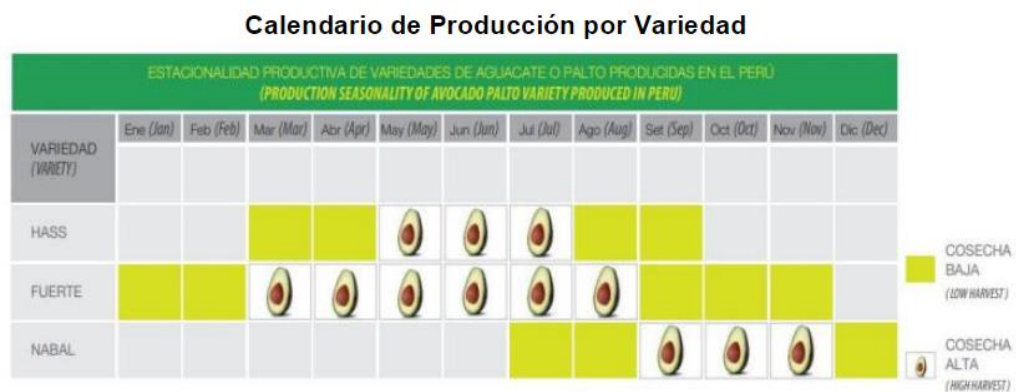 Calendario de Producción por Variedad
ESTACIONALIDAD PRODUCTIVA DE VARIEDADES DE AGUACATE O PALTO PRODUCIDAS EN EL PERÚ
(PRODUCTION SEASONALITY OF AVOCADO PALTO VARIETY PRODUCED IN PERU)
VARIEDAD
(VARIETY)
Ene (Jan) Feb (Feb) Mar (Mar) Abr (Apr) May (May) Jun (Jun) Jul (Jul) Ago (Aug) Set (Sep) Oct (Oct) Nov (Nov) Dic (Dec)
HASS
FUERTE
NABAL
COSECHA
BAJA
(LOW HARVEST)
COSECHA
ALTA
(HIGH HARVEST)